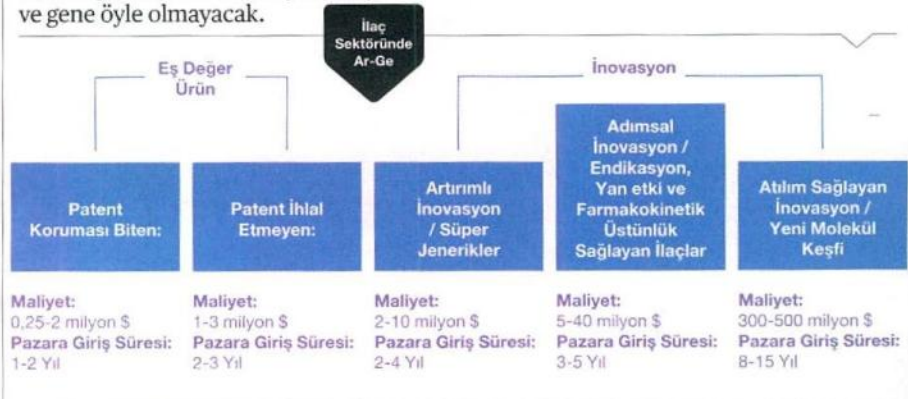 ve gene öyle olmayacak.
İlaç
Sektöründe
Ar-Ge
Eş Değer
Ürün
İnovasyon
Patent
Koruması Biten:
Maliyet:
0,25-2 milyon $
Pazara Giriş Süresi:
1-2 Yıl
Patent İhlal
Etmeyen:
Maliyet:
1-3 milyon $
Pazara Giriş Süresi:
2-3 Yıl
Artırımlı
İnovasyon
/ Süper
Jenerikler
Maliyet:
2-10 milyon $
Pazara Giriş Süresi:
2-4 Yıl
Adımsal
İnovasyon /
Endikasyon,
Yan etki ve
Farmakokinetik
Üstünlük
Sağlayan İlaçlar
Maliyet:
5-40 milyon $
Pazara Giriş Süresi:
3-5 Yıl
Atılım Sağlayan
İnovasyon /
Yeni Molekül
Keşfi
Maliyet:
300-500 milyon $
Pazara Giriş Süresi:
8-15 Yıl